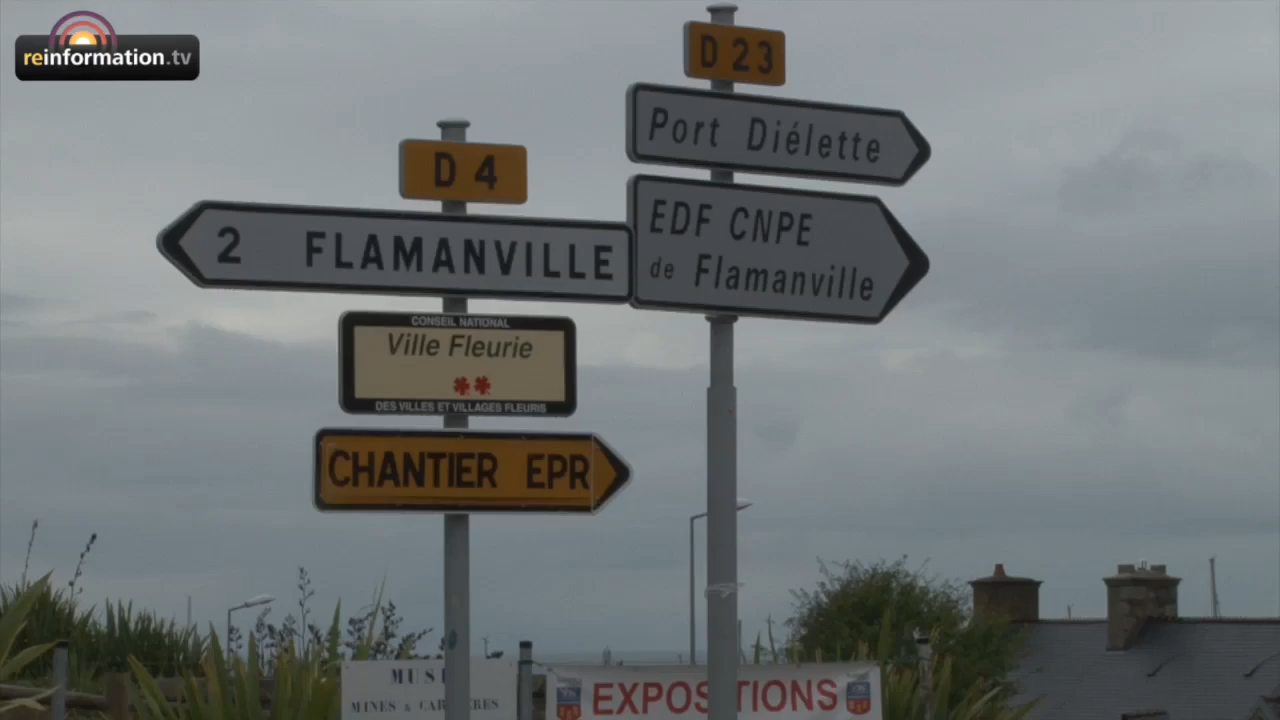 reinformation.tv
D 23
Port Diélette
EDF CNPE
de Flamanville
D 4
2 FLAMANVILLE
CONSEIL NATIONAL
Ville Fleurie
DES VILLES ET VILLAGES FLEURIS
CHANTIER EPR
MINES &
EXPOSITIONS